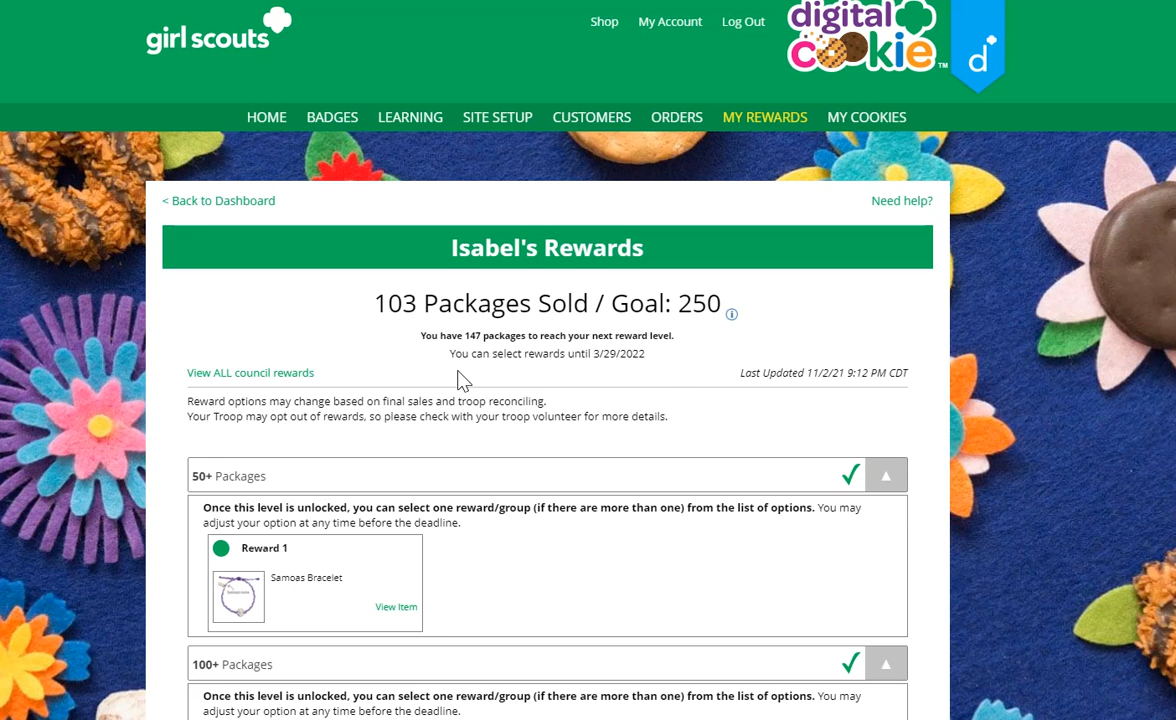 girl scouts
Shop My Account Log Out
digital
cookie TM
d
HOME BADGES LEARNING SITE SETUP CUSTOMERS ORDERS MY REWARDS MY COOKIES
< Back to Dashboard
Need help?
Isabel's Rewards
103 Packages Sold / Goal: 250 i
You have 147 packages to reach your next reward level.
You can select rewards until 3/29/2022
View ALL council rewards
Last Updated 11/2/21 9:12 PM CDT
Reward options may change based on final sales and troop reconciling.
Your Troop may opt out of rewards, so please check with your troop volunteer for more details.
50+ Packages
Once this level is unlocked, you can select one reward/group (if there are more than one) from the list of options. You may
adjust your option at any time before the deadline.
Reward 1
Samoas Bracelet
View Item
100+ Packages
Once this level is unlocked, you can select one reward/group (if there are more than one) from the list of options. You may
adjust your option at any time before the deadline.